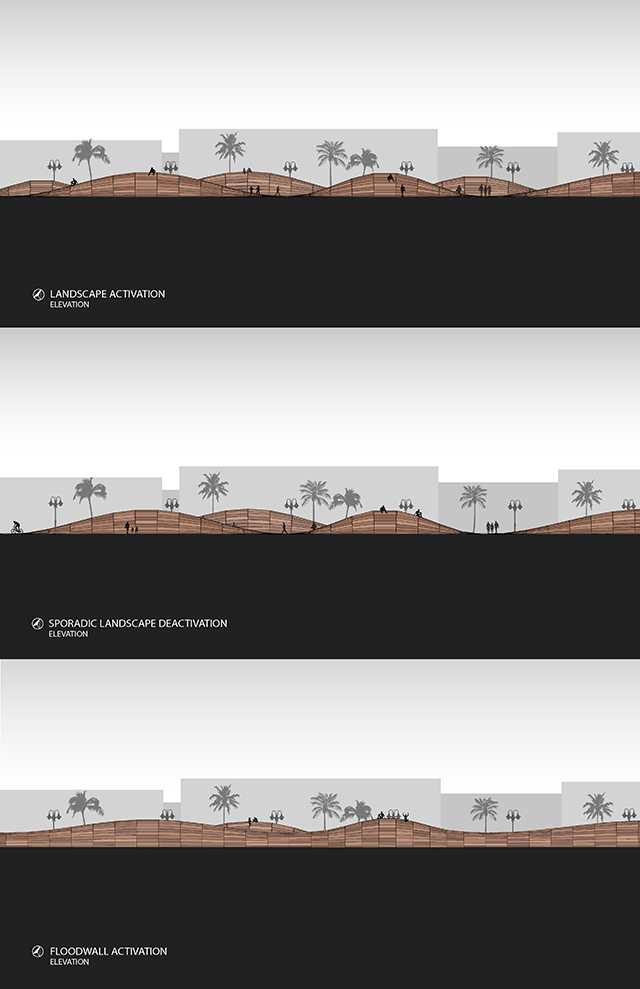 LANDSCAPE ACTIVATION
ELEVATION
SPORADIC LANDSCAPE DEACTIVATION
ELEVATION
FLOODWALL ACTIVATION
ELEVATION